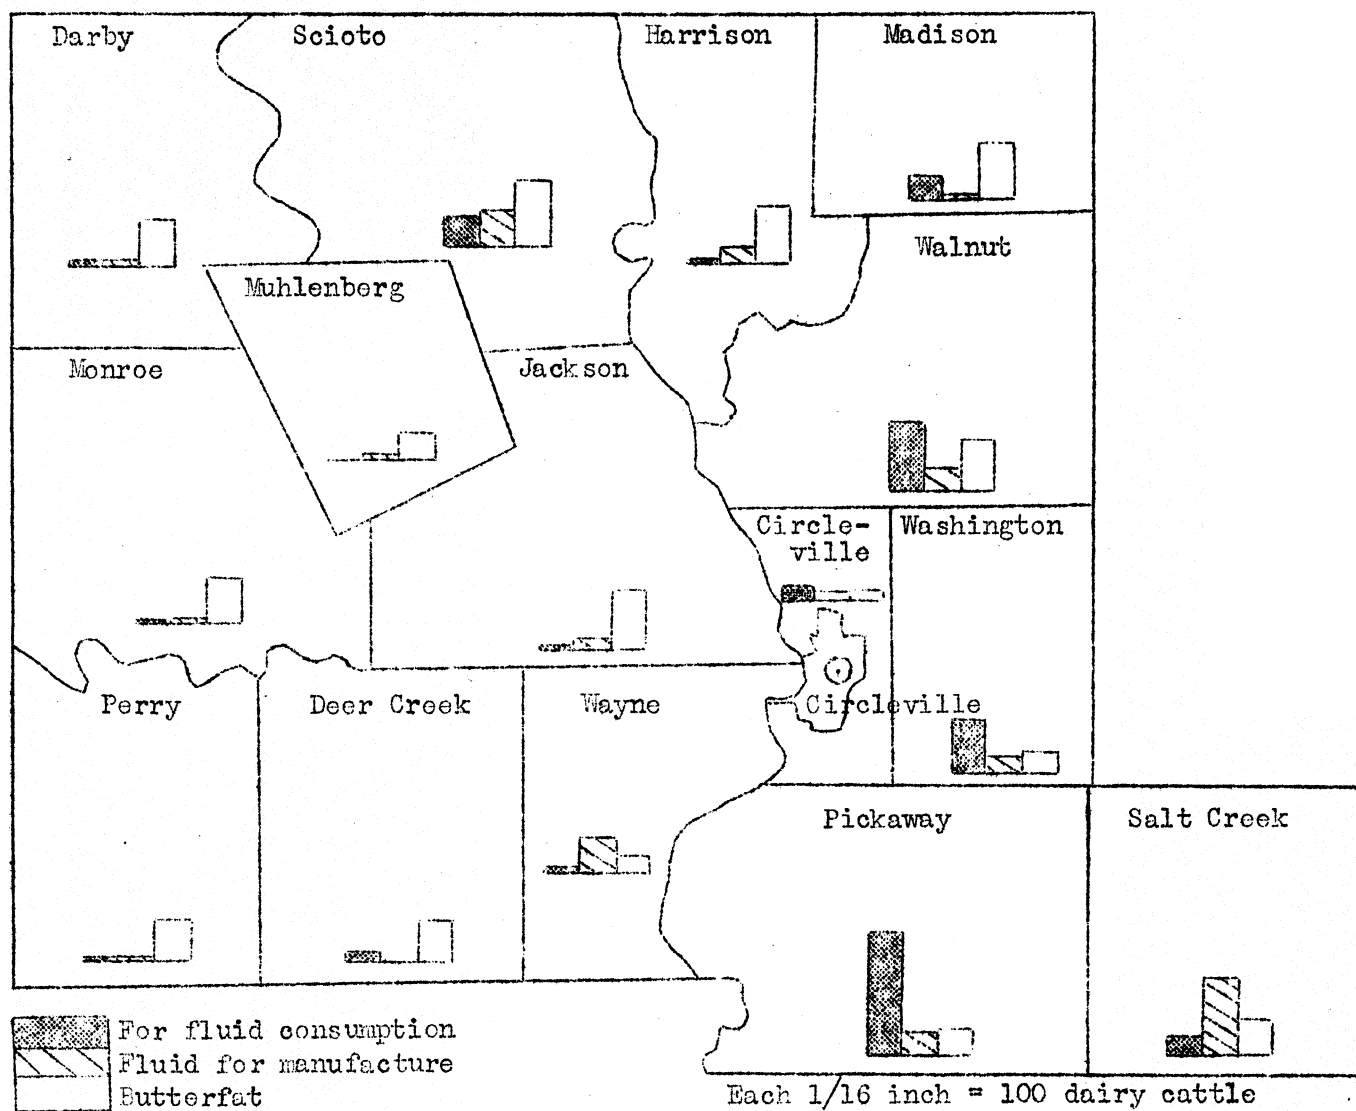 Darby
Scioto
Harrison
Madison
Walnut
Muhlenberg
Monroe
Jackson
Circle-
ville
Washington
Perry
Deer Creek
Wayne
Circleville
Pickaway
Salt Creek
For fluid consumption
Fluid for manufacture
Butterfat
Each 1/16 inch = 100 dairy cattle